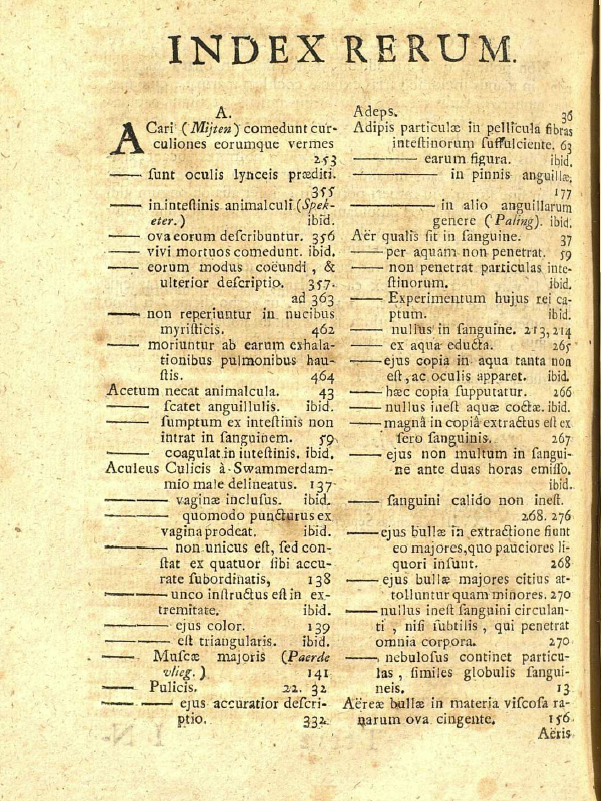 INDEX RERUM.
A.
ACari (Mijten) comedunt cur-
culiones eorumque vermes
253
—— ſunt oculis lynceis præditi.
355
—— in inteſtinis animalculi (Spek-
eter.) ibid.
—— ova eorum deſcribuntur. 356
—— vivi mortuos comedunt. ibid.
—— eorum modus coëundi, &
ulterior deſcriptio. 357.
ad 363
—— non reperiuntur in nucibus
myriſticis. 462
—— moriuntur ab earum exhala-
tionibus pulmonibus hau-
ſtis. 464
Acetum necat animalcula. 43
—— ſcatet anguillulis. ibid.
—— ſumptum ex inteſtinis non
intrat in ſanguinem. 59
—— coagulat in inteſtinis. ibid.
Aculeus Culicis à Swammerdam-
mio male delineatus. 137
—— vaginæ incluſus. ibid.
—— quomodo puncturus ex
vagina prodeat. ibid.
—— non unicus eſt, ſed con-
ſtat ex quatuor ſibi accu-
rate ſubordinatis, 138
—— unco inſtructus eſt in ex-
tremitate. ibid.
—— ejus color. 139
—— eſt triangularis. ibid.
—— Muſcæ majoris (Paerde
vlieg.) 141
—— Pulicis. 22. 32
—— —— ejus accuratior deſcri-
ptio. 332
Adeps. 36
Adipis particulæ in pellicula fibras
inteſtinorum ſuffulciente. 63
—— earum figura. ibid.
—— in pinnis anguillæ.
177
—— in alio anguillarum
genere (Paling). ibid.
Aër qualis ſit in ſanguine. 37
—— per aquam non penetrat. 59
—— non penetrat particulas inte-
ſtinorum. ibid.
—— Experimentum hujus rei ca-
ptum. ibid.
—— nullus in ſanguine. 213, 214
—— ex aqua educta. 265
—— ejus copia in aqua tanta non
eſt, ac oculis apparet. ibid.
—— hæc copia ſupputatur. 266
—— nullus ineſt aquæ coctæ. ibid.
—— magnâ in copiâ extractus eſt ex
ſero ſanguinis. 267
—— ejus non multum in ſangui-
ne ante duas horas emiſſo.
ibid.
—— ſanguini calido non ineſt.
268. 276
—— ejus bullæ in extractione fiunt
eo majores, quo pauciores li-
quori inſunt. 268
—— ejus bullæ majores citius at-
tolluntur quam minores. 270
—— nullus ineſt ſanguini circulan-
ti, niſi ſubtilis, qui penetrat
omnia corpora. 270
——, nebuloſus continet particu-
las, ſimiles globulis ſangui-
neis. 13
Aëreæ bullæ in materia viſcoſa ra-
narum ova cingente. 156
Aëris